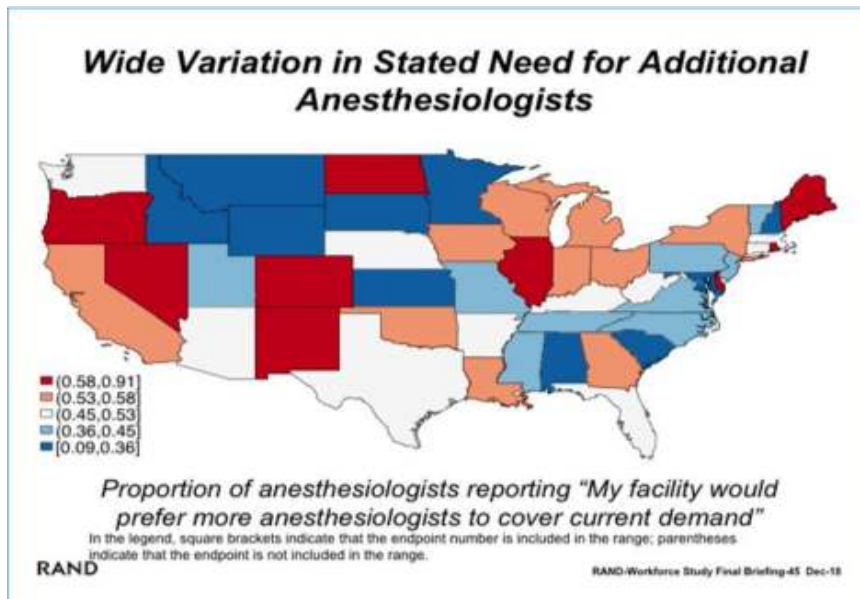 Wide Variation in Stated Need for Additional
Anesthesiologists
(0.58,0.91]
(0.53,0.58]
(0.45,0.53]
(0.36,0.45]
[0.09,0.36]
Proportion of anesthesiologists reporting “My facility would
prefer more anesthesiologists to cover current demand”
In the legend, square brackets indicate that the endpoint number is included in the range; parentheses
indicate that the endpoint is not included in the range.
RAND
RAND-Workforce Study Final Briefing-45 Dec-18